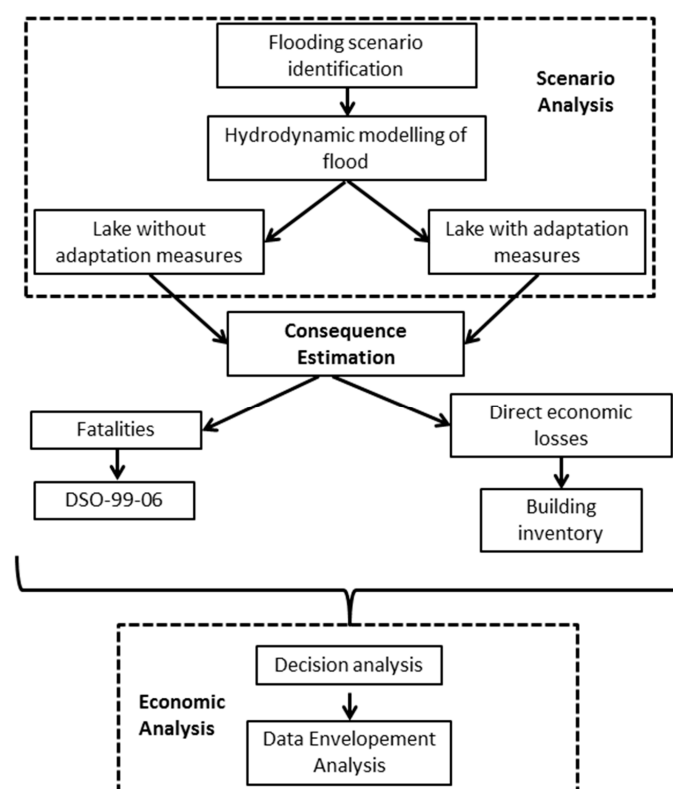 Flooding scenario
identification
Scenario
Analysis
Hydrodynamic modelling of
flood
Lake without
adaptation measures
Lake with adaptation
measures
Consequence
Estimation
Fatalities
Direct economic
losses
DSO-99-06
Building
inventory
Decision analysis
Economic
Analysis
Data Envelopement
Analysis